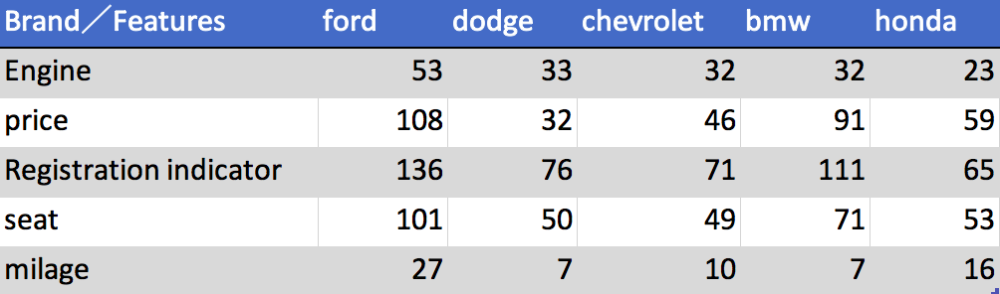 Brand／Features ford dodge chevrolet bmw honda
Engine 53 33 32 32 23
price 108 32 46 91 59
Registration indicator 136 76 71 111 65
seat 101 50 49 71 53
milage 27 7 10 7 16